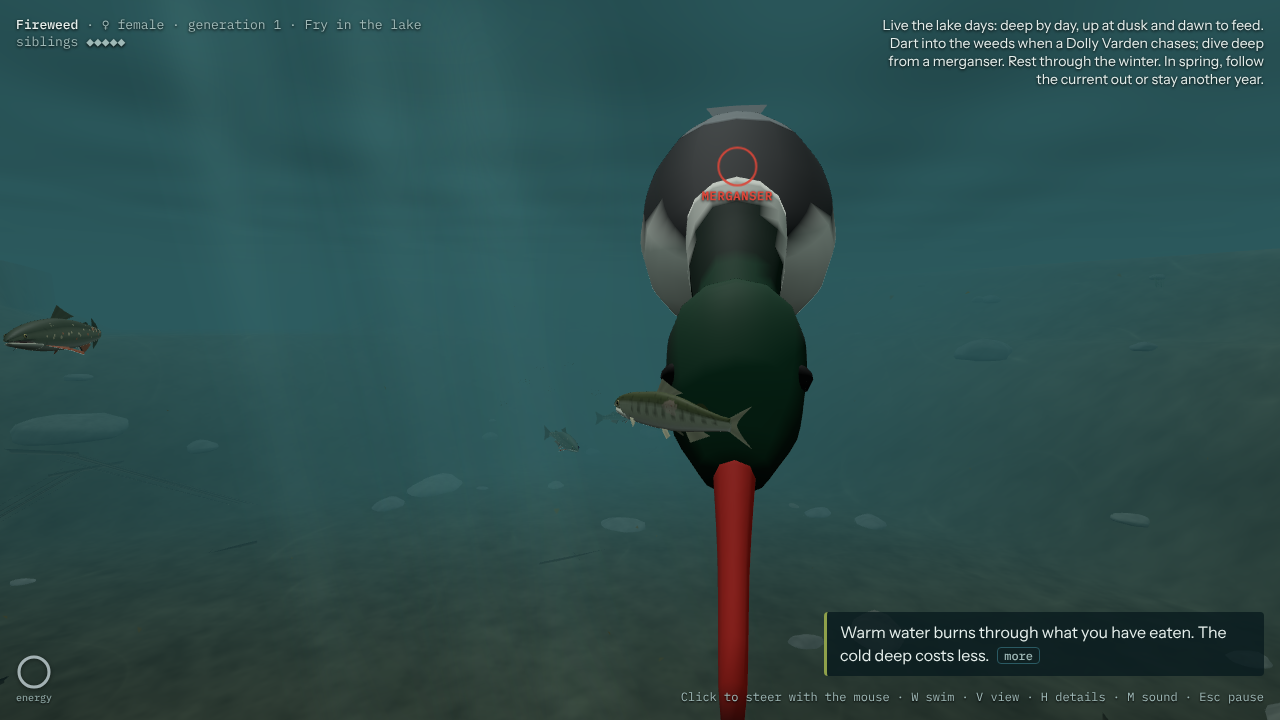 Fireweed · ♀ female · generation 1 · Fry in the lake
siblings ◆◆◆◆◆
Live the lake days: deep by day, up at dusk and dawn to feed.
Dart into the weeds when a Dolly Varden chases; dive deep
from a merganser. Rest through the winter. In spring, follow
the current out or stay another year.
MERGANSER
Warm water burns through what you have eaten. The
cold deep costs less. more
energy
Click to steer with the mouse · W swim · V view · H details · M sound · Esc pause